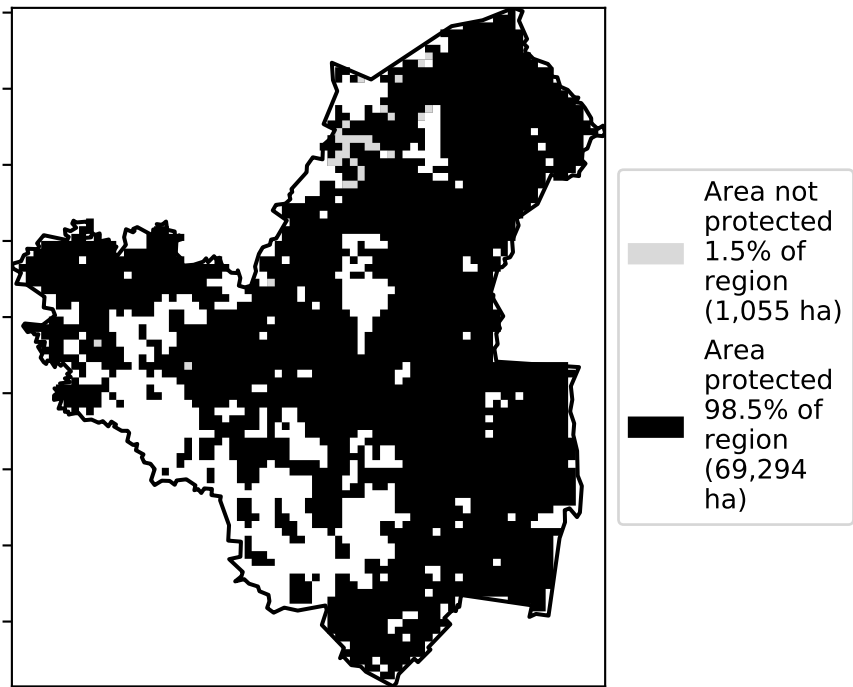 Area not
protected
1.5% of
region
(1,055 ha)
Area
protected
98.5% of
region
(69,294
ha)